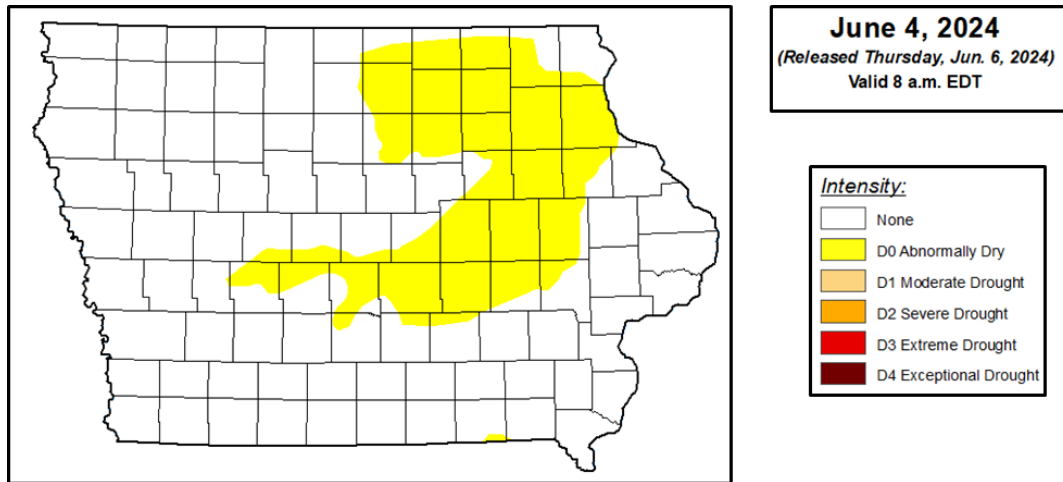 June 4, 2024
(Released Thursday, Jun. 6, 2024)
Valid 8 a.m. EDT
Intensity:
None
D0 Abnormally Dry
D1 Moderate Drought
D2 Severe Drought
D3 Extreme Drought
D4 Exceptional Drought